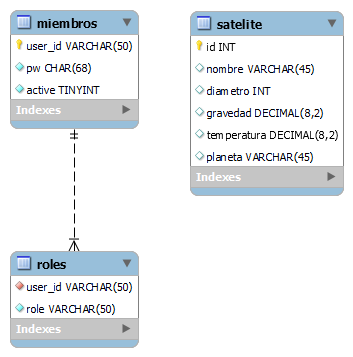 miembros
user_id VARCHAR(50)
pw CHAR(68)
active TINYINT
Indexes
satelite
id INT
nombre VARCHAR(45)
diametro INT
gravedad DECIMAL(8,2)
temperatura DECIMAL(8,2)
planeta VARCHAR(45)
Indexes
roles
user_id VARCHAR(50)
role VARCHAR(50)
Indexes